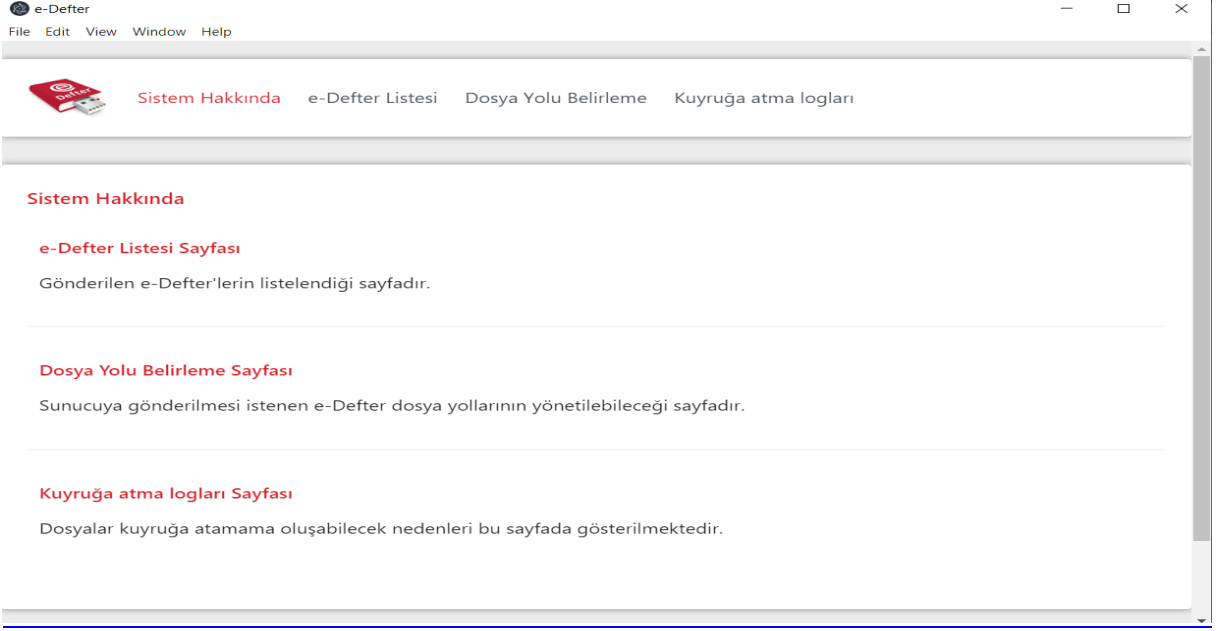 e-Defter
File Edit View Window Help
e Defter
Sistem Hakkında e-Defter Listesi Dosya Yolu Belirleme Kuyruğa atma logları
Sistem Hakkında
e-Defter Listesi Sayfası
Gönderilen e-Defter'lerin listelendiği sayfadır.
Dosya Yolu Belirleme Sayfası
Sunucuya gönderilmesi istenen e-Defter dosya yollarının yönetilebileceği sayfadır.
Kuyruğa atma logları Sayfası
Dosyalar kuyruğa atamama oluşabilecek nedenleri bu sayfada gösterilmektedir.